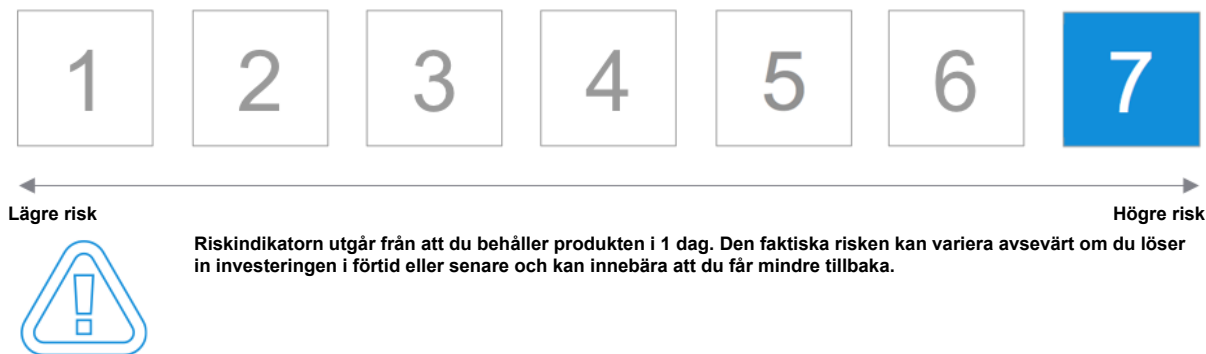 1 2 3 4 5 6 7
Lägre risk Högre risk
Riskindikatorn utgår från att du behåller produkten i 1 dag. Den faktiska risken kan variera avsevärt om du löser
in investeringen i förtid eller senare och kan innebära att du får mindre tillbaka.